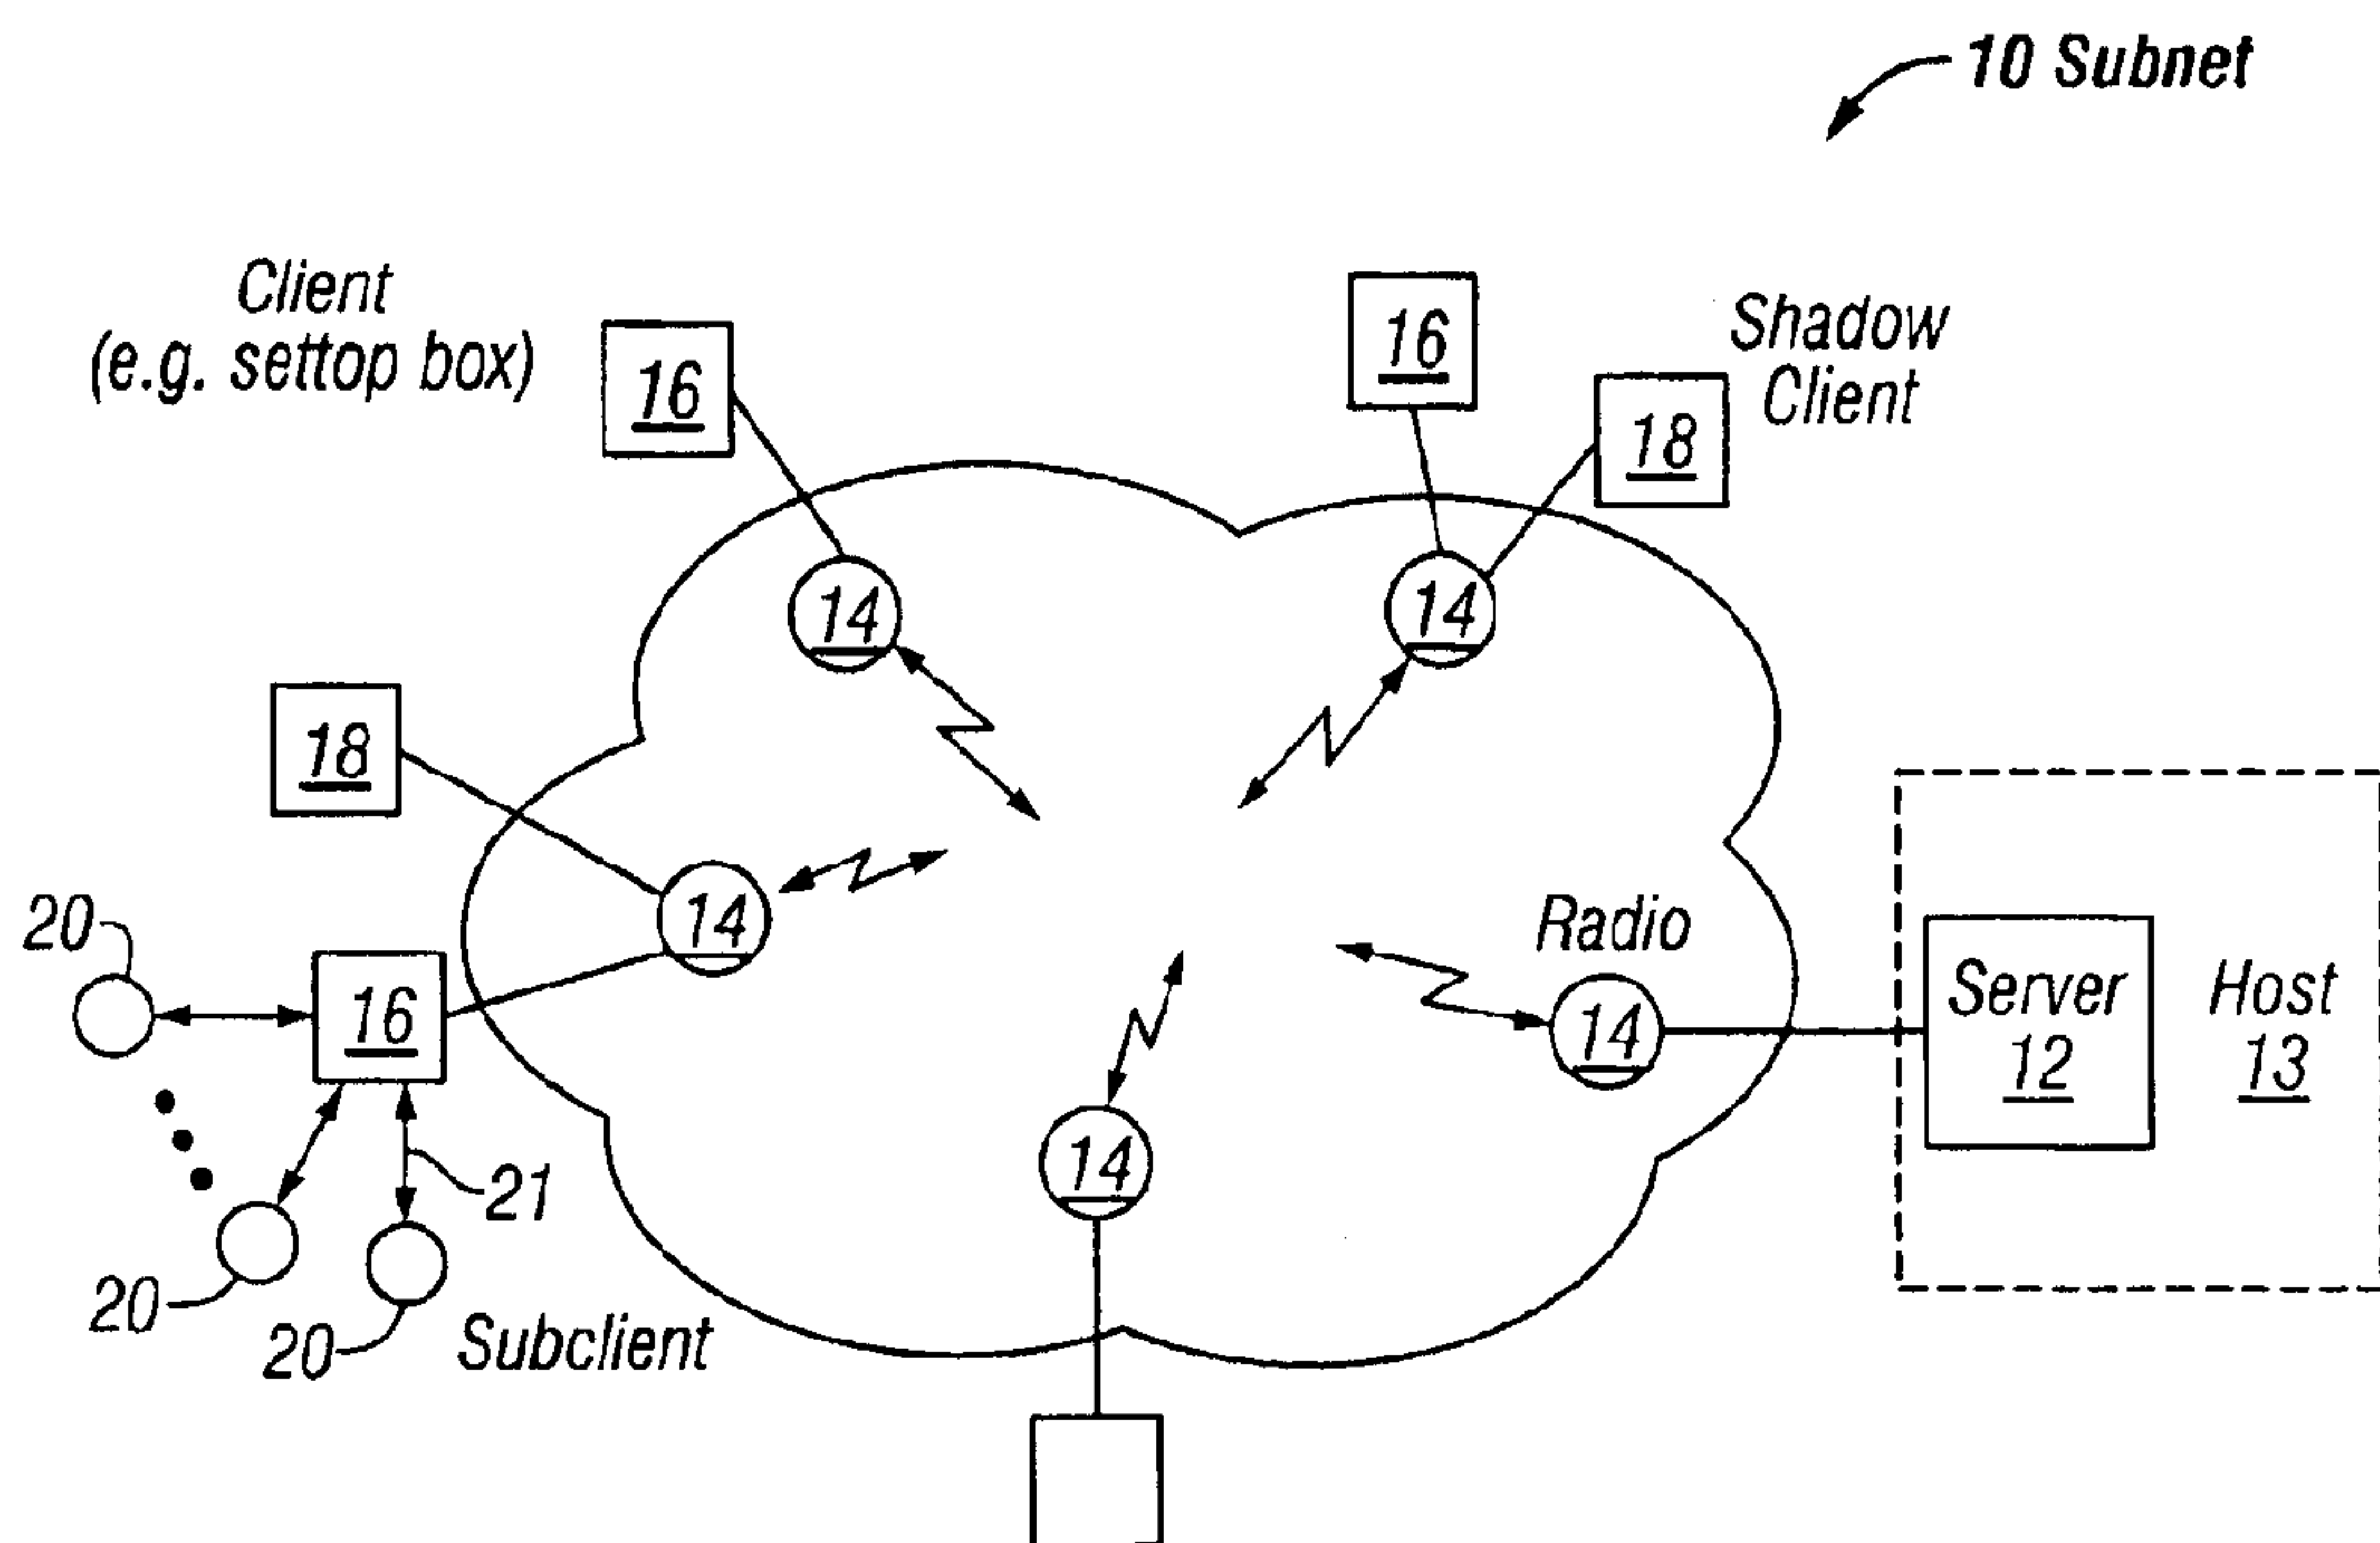 10 Subnet
Client
(e.g. settop box)
16
16
Shadow
Client
18
14
14
18
14
20
16
Radio
14
Server
12
Host
13
14
21
20
20
Subclient